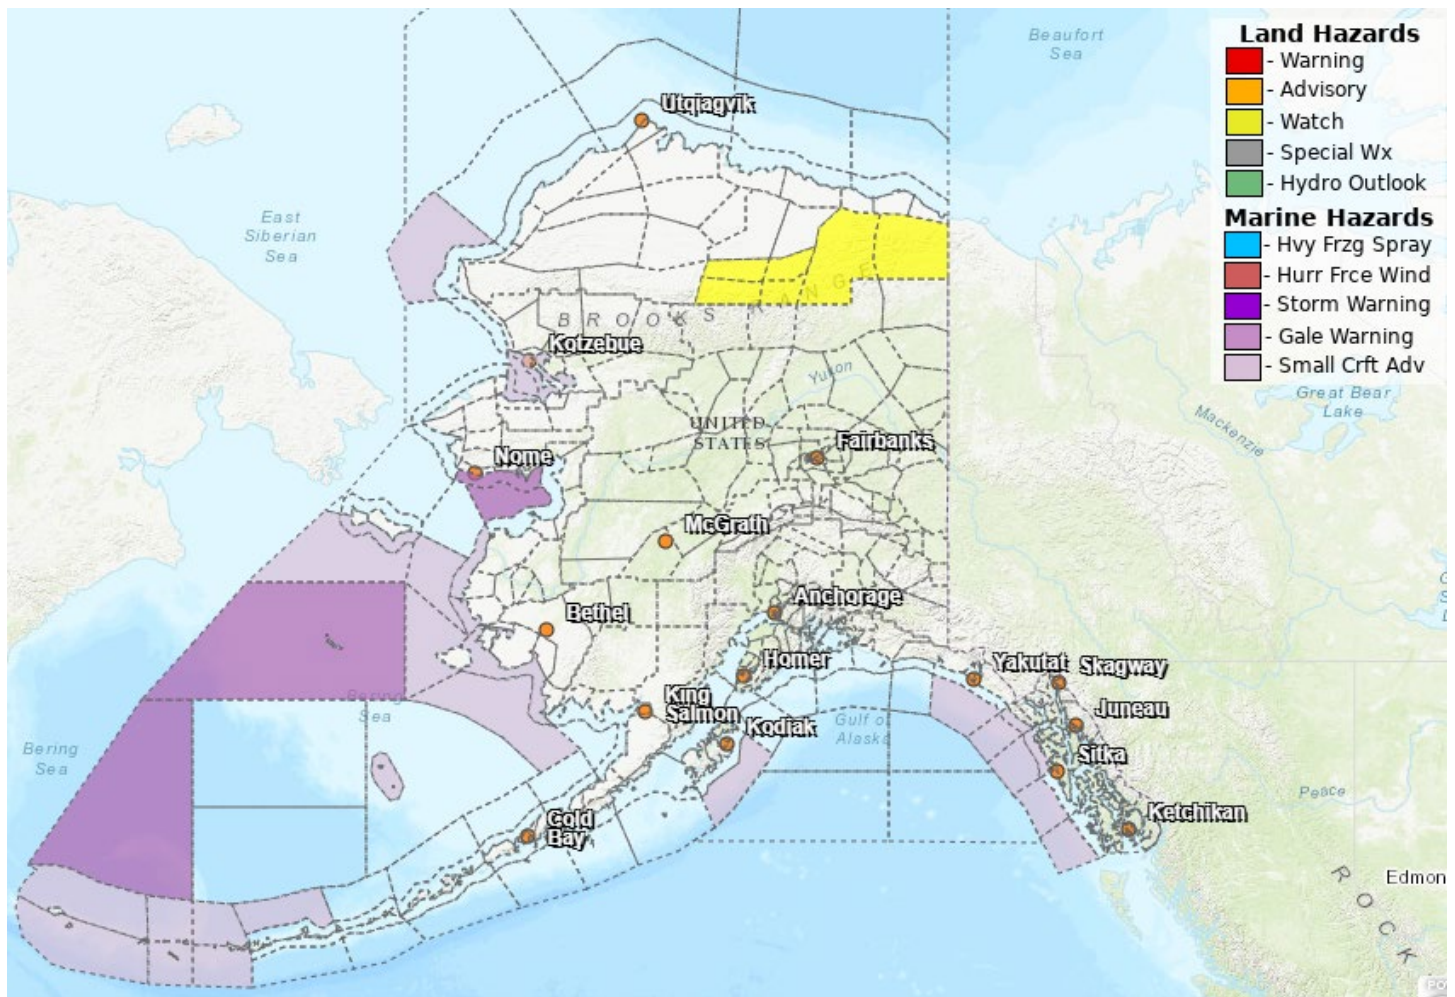 Land Hazards
- Warning
- Advisory
- Watch
- Special Wx
- Hydro Outlook
Marine Hazards
- Hvy Frzg Spray
- Hurr Frce Wind
- Storm Warning
- Gale Warning
- Small Crft Adv
Beaufort
Sea
Utqiagvik
East
Siberian
Sea
BROOKS RANGE
Kotzebue
Yukon
Great Bear
Lake
Mackenzie
UNITED
STATES
Fairbanks
Nome
McGrath
Anchorage
Bethel
Homer
Yakutat
Skagway
King
Salmon
Juneau
Bering
Sea
Gulf of
Alaska
Kodiak
Bering
Sea
Sitka
Peace
Cold
Bay
Ketchikan
ROCK
Edmon